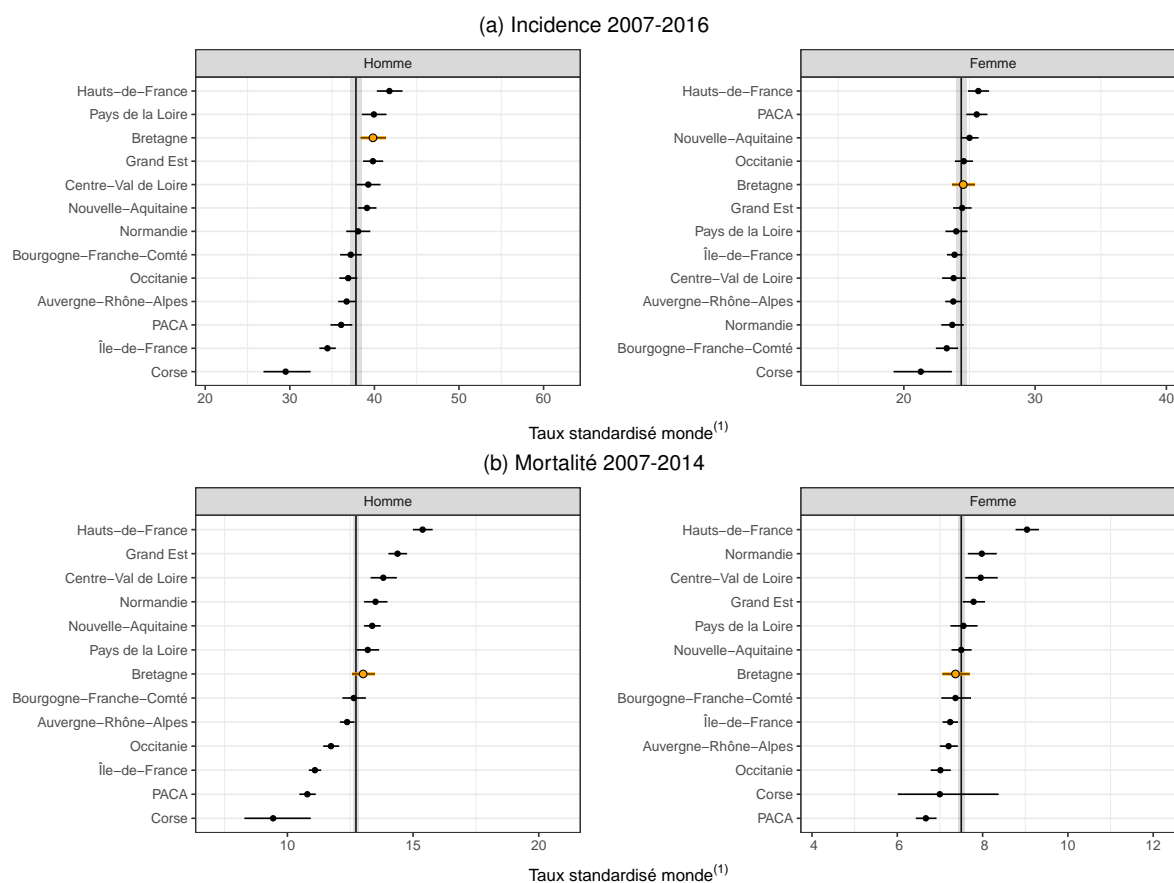 (a) Incidence 2007-2016
Homme
Hauts−de−France
Pays de la Loire
Bretagne
Grand Est
Centre−Val de Loire
Nouvelle−Aquitaine
Normandie
Bourgogne−Franche−Comté
Occitanie
Auvergne−Rhône−Alpes
PACA
Île−de−France
Corse
20 30 40 50 60
Femme
Hauts−de−France
PACA
Nouvelle−Aquitaine
Occitanie
Bretagne
Grand Est
Pays de la Loire
Île−de−France
Centre−Val de Loire
Auvergne−Rhône−Alpes
Normandie
Bourgogne−Franche−Comté
Corse
20 30 40
Taux standardisé monde(1)
(b) Mortalité 2007-2014
Homme
Hauts−de−France
Grand Est
Centre−Val de Loire
Normandie
Nouvelle−Aquitaine
Pays de la Loire
Bretagne
Bourgogne−Franche−Comté
Auvergne−Rhône−Alpes
Occitanie
Île−de−France
PACA
Corse
10 15 20
Femme
Hauts−de−France
Normandie
Centre−Val de Loire
Grand Est
Pays de la Loire
Nouvelle−Aquitaine
Bretagne
Bourgogne−Franche−Comté
Île−de−France
Auvergne−Rhône−Alpes
Occitanie
Corse
PACA
4 6 8 10 12
Taux standardisé monde(1)